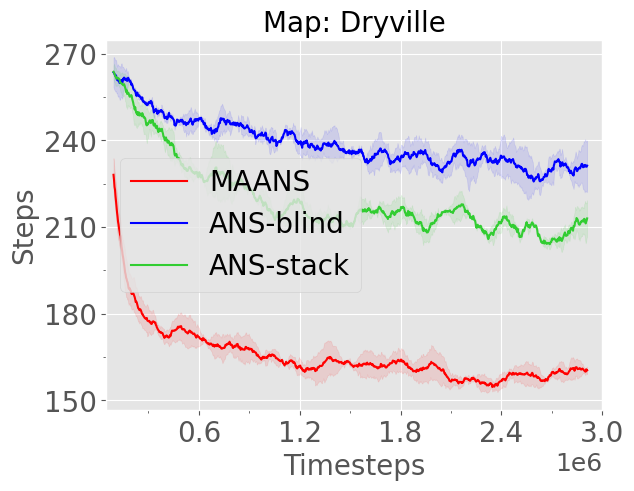 Map: Dryville
270
240
210
180
150
Steps
MAANS
ANS-blind
ANS-stack
0.6 1.2 1.8 2.4 3.0
Timesteps
1e6